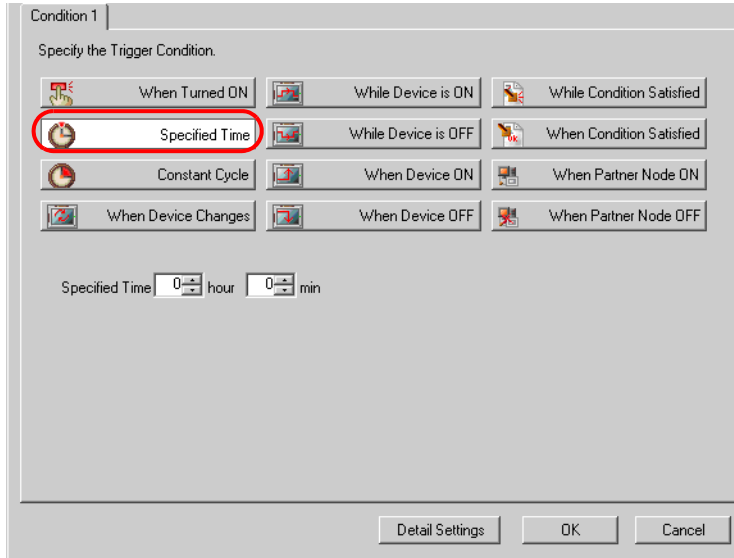 Condition 1
Specify the Trigger Condition.
When Turned ON While Device is ON While Condition Satisfied
Specified Time While Device is OFF When Condition Satisfied
Constant Cycle When Device ON When Partner Node ON
When Device Changes When Device OFF When Partner Node OFF
Specified Time 0 hour 0 min
Detail Settings OK Cancel